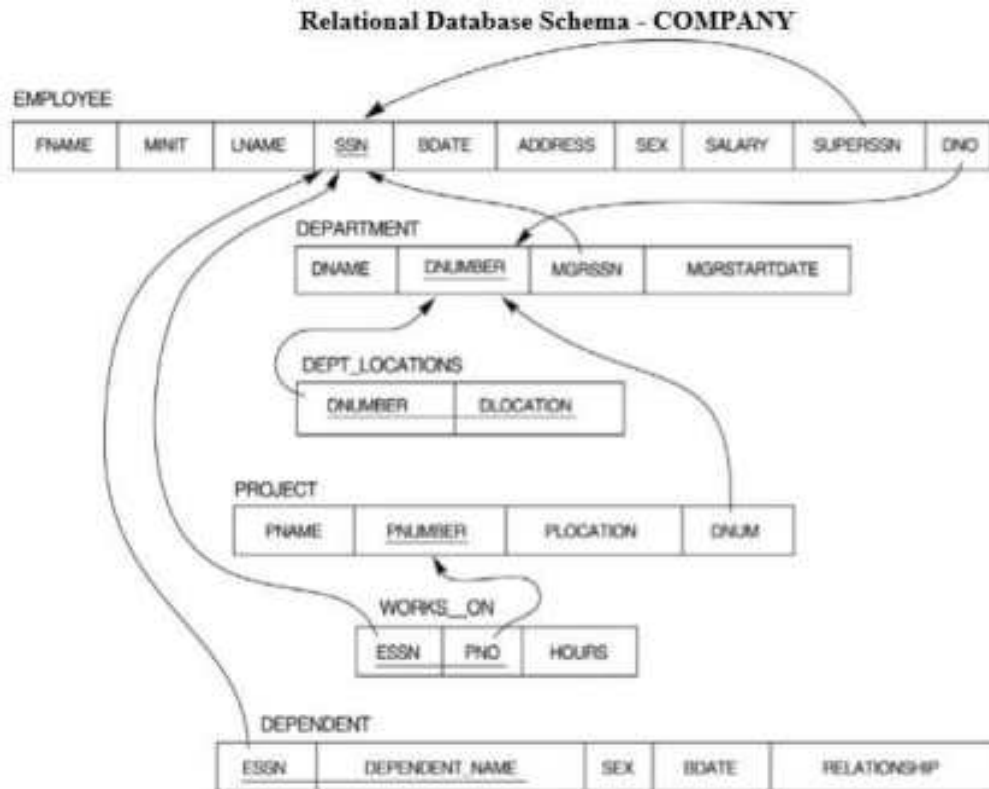 Relational Database Schema - COMPANY
EMPLOYEE
FNAME MINIT LNAME SSN BDATE ADDRESS SEX SALARY SUPERSSN DNO
DEPARTMENT
DNAME DNUMBER MGRSSN MGRSTARTDATE
DEPT_LOCATIONS
DNUMBER DLOCATION
PROJECT
PNAME PNUMBER PLOCATION DNUM
WORKS_ON
ESSN PNO HOURS
DEPENDENT
ESSN DEPENDENT_NAME SEX BDATE RELATIONSHIP